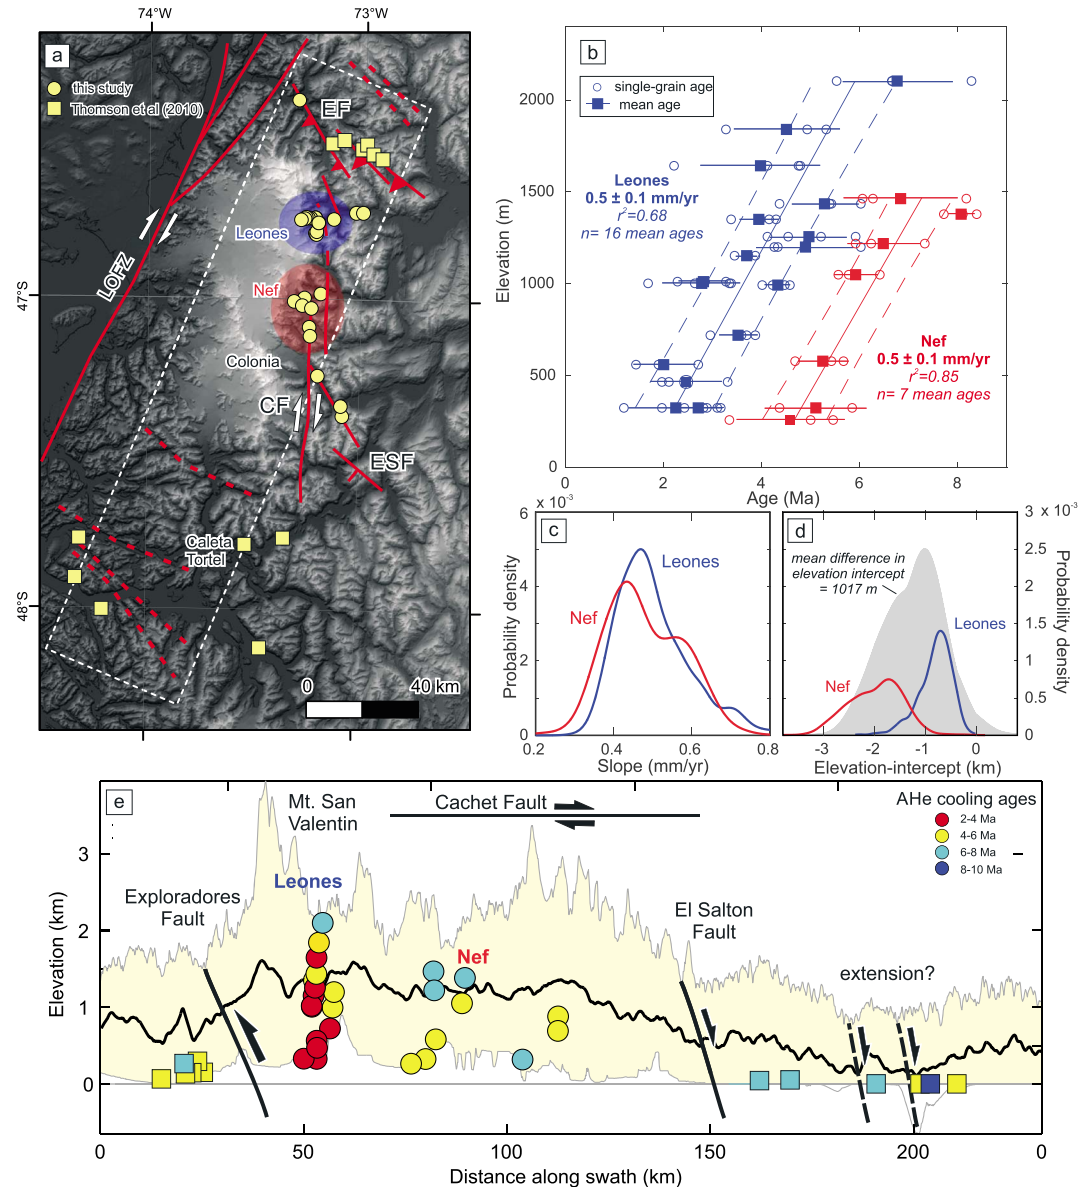 74°W
73°W
a
this study
Thomson et al (2010)
EF
Leones
LOFZ
47°S
Nef
Colonia
CF
ESF
Caleta
Tortel
48°S
0
40 km
b
single-grain age
mean age
Leones
0.5 ± 0.1 mm/yr
r²=0.68
n= 16 mean ages
Nef
0.5 ± 0.1 mm/yr
r²=0.85
n= 7 mean ages
Elevation (m)
2000
1500
1000
500
0
2
4
6
8
Age (Ma)
c
x 10⁻³
6
4
2
0
Probability density
Leones
Nef
0.2
0.4
0.6
0.8
Slope (mm/yr)
d
mean difference in
elevation intercept
= 1017 m
Leones
Nef
3 x 10⁻³
2.5
2
1.5
1
0.5
0
Probability density
-3
-2
-1
0
Elevation-intercept (km)
e
Mt. San
Valentin
Cachet Fault
AHe cooling ages
2-4 Ma
4-6 Ma
6-8 Ma
8-10 Ma
Exploradores
Fault
Leones
Nef
El Salton
Fault
extension?
Elevation (km)
3
2
1
0
0
50
100
150
200
0
Distance along swath (km)